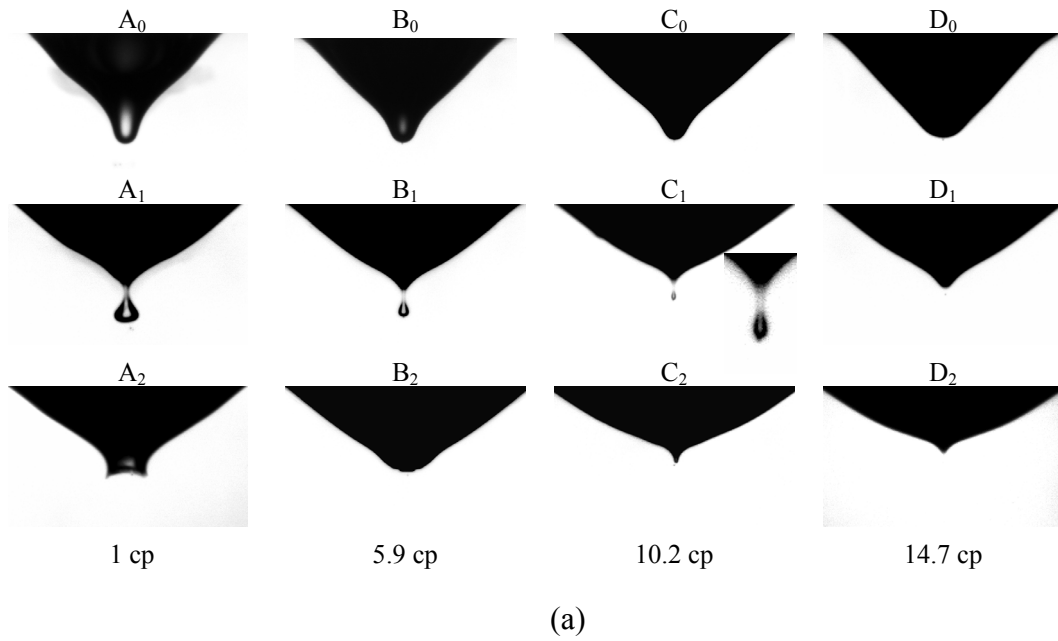 A₀ B₀ C₀ D₀
A₁ B₁ C₁ D₁
A₂ B₂ C₂ D₂
1 cp 5.9 cp 10.2 cp 14.7 cp
(a)